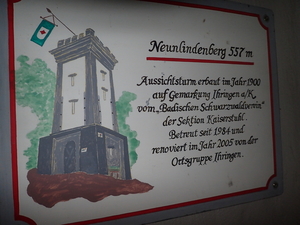 Neunlindenberg 557 m
Aussichtsturm erbaut im Jahr 1900
auf Gemarkung Ihringen a/K.
vom „Badischen Schwarzwaldverein“
der Sektion Kaiserstuhl.
Betreut seit 1984 und
renoviert im Jahr 2005 von der
Ortsgruppe Ihringen.